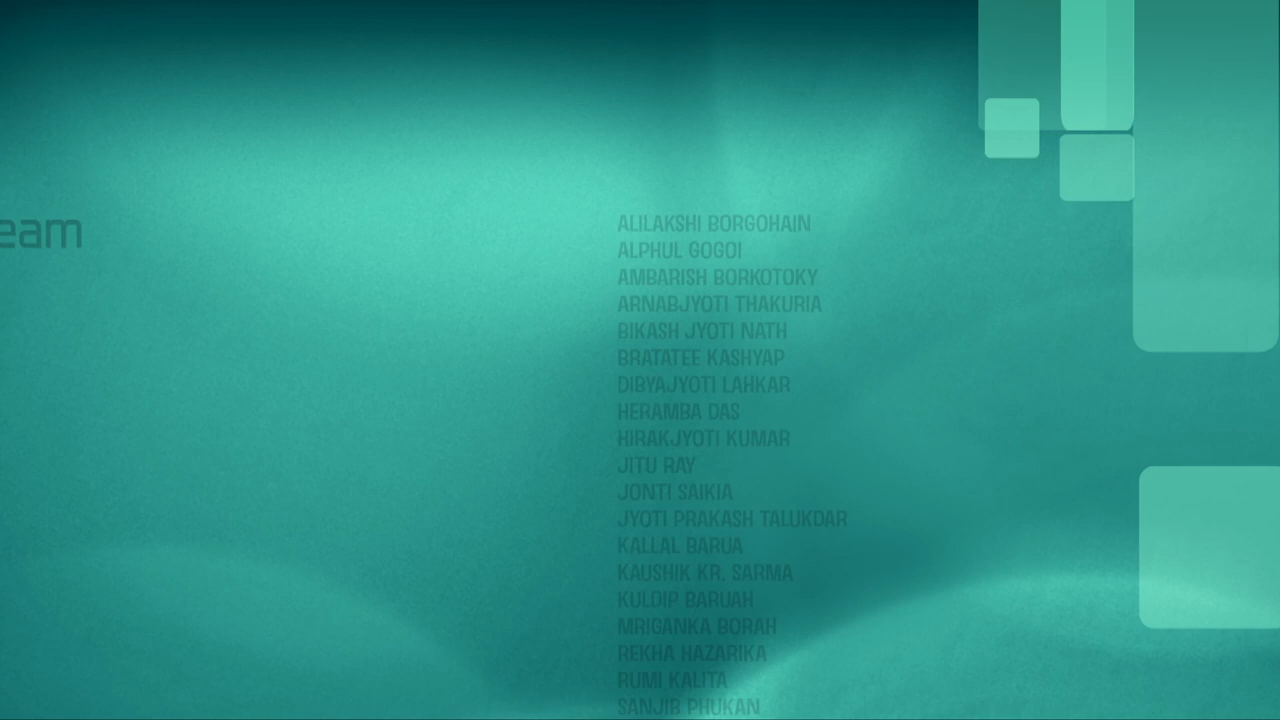 eam
ALILAKSHI BORGOHAIN
ALPHUL GOGOI
AMBARISH BORKOTOKY
ARNABJYOTI THAKURIA
BIKASH JYOTI NATH
BRATATEE KASHYAP
DIBYAJYOTI LAHKAR
HERAMBA DAS
HIRAKJYOTI KUMAR
JITU RAY
JONTI SAIKIA
JYOTI PRAKASH TALUKDAR
KALLAL BARUA
KAUSHIK KR. SARMA
KULDIP BARUAH
MRIGANKA BORAH
REKHA HAZARIKA
RUMI KALITA
SANJIB PHUKAN